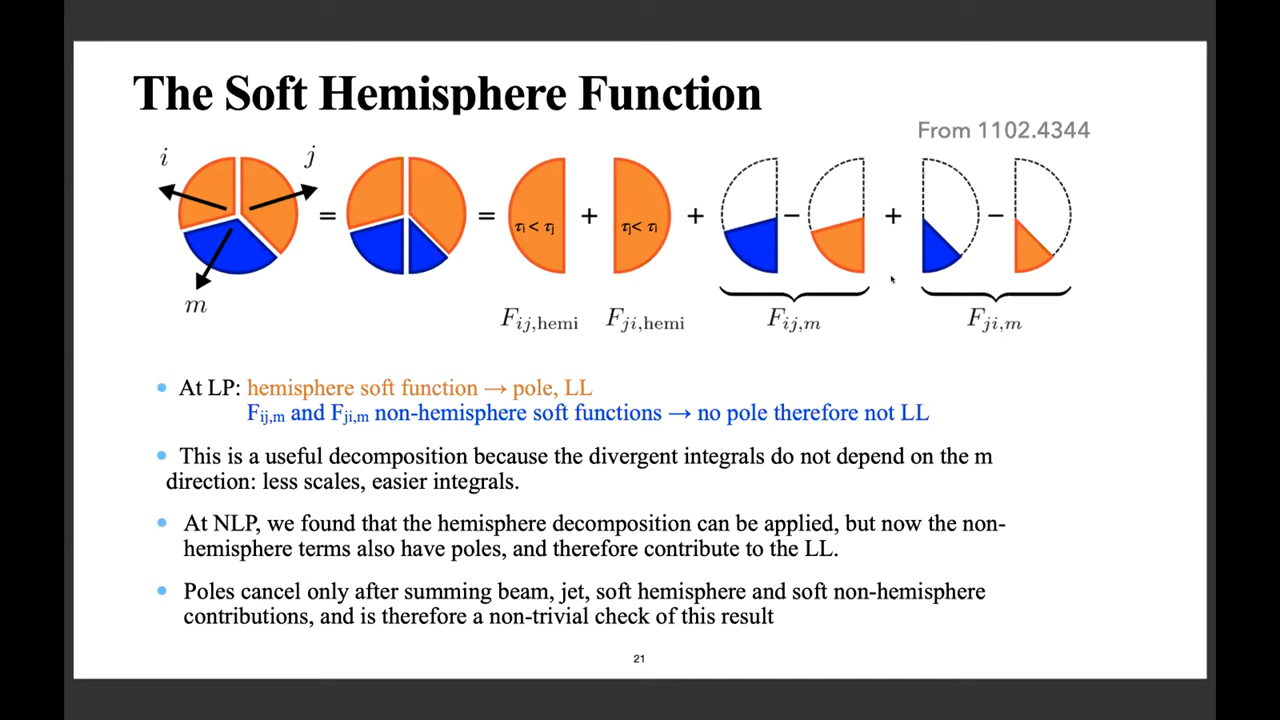 The Soft Hemisphere Function
From 1102.4344
i
j
m
=
=
τi < τj
+
τj< τi
+
−
+
−
Fij,hemi
Fji,hemi
Fij,m
Fji,m
• At LP: hemisphere soft function → pole, LL
Fij,m and Fji,m non-hemisphere soft functions → no pole therefore not LL
• This is a useful decomposition because the divergent integrals do not depend on the m
direction: less scales, easier integrals.
• At NLP, we found that the hemisphere decomposition can be applied, but now the non-
hemisphere terms also have poles, and therefore contribute to the LL.
• Poles cancel only after summing beam, jet, soft hemisphere and soft non-hemisphere
contributions, and is therefore a non-trivial check of this result
21